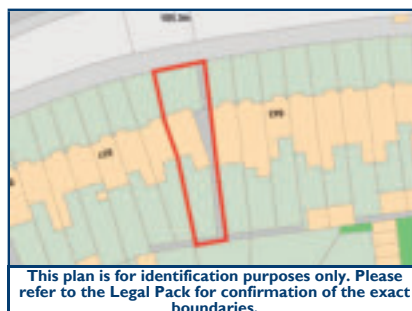 This plan is for identification purposes only. Please
refer to the Legal Pack for confirmation of the exact
boundaries.